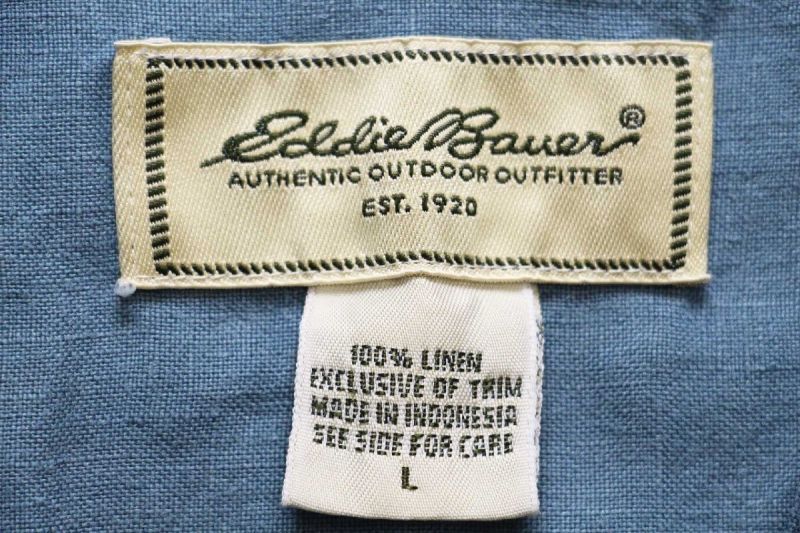 Eddie Bauer®
AUTHENTIC OUTDOOR OUTFITTER
EST. 1920
100% LINEN
EXCLUSIVE OF TRIM
MADE IN INDONESIA
SEE SIDE FOR CARE
L